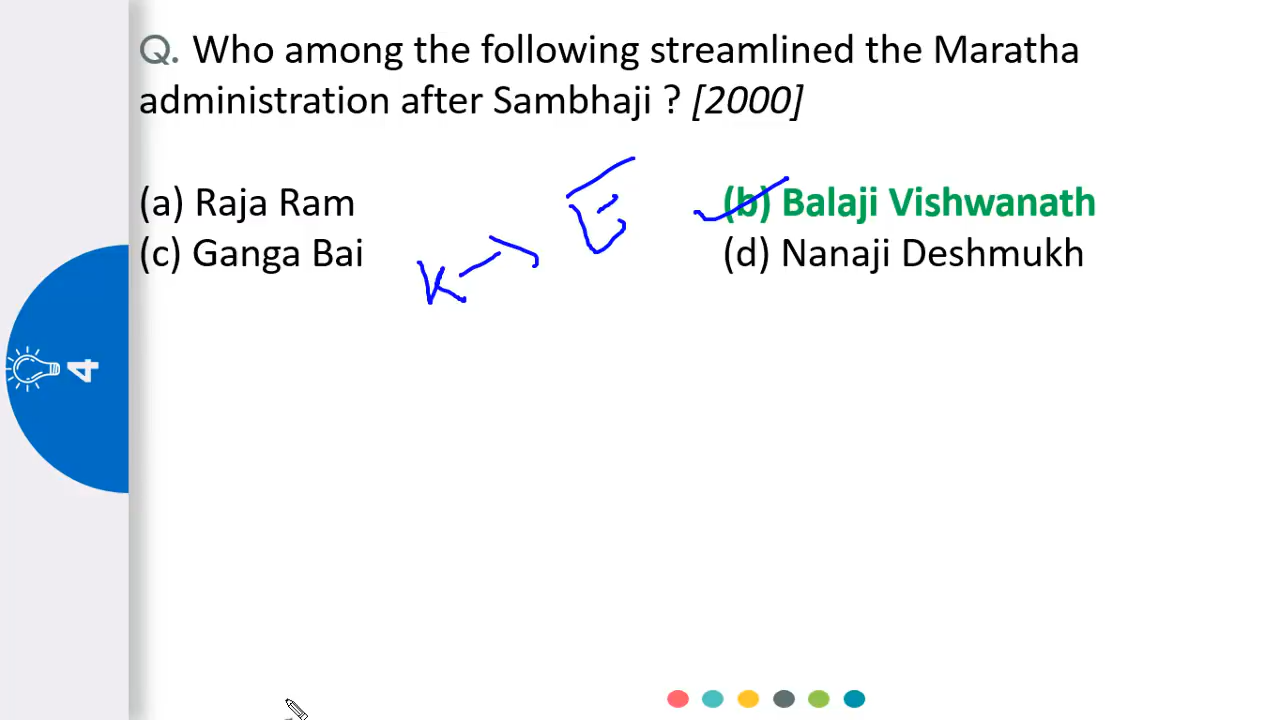 Q. Who among the following streamlined the Maratha
administration after Sambhaji ? [2000]
(a) Raja Ram
(b) Balaji Vishwanath
(c) Ganga Bai
(d) Nanaji Deshmukh
K
4